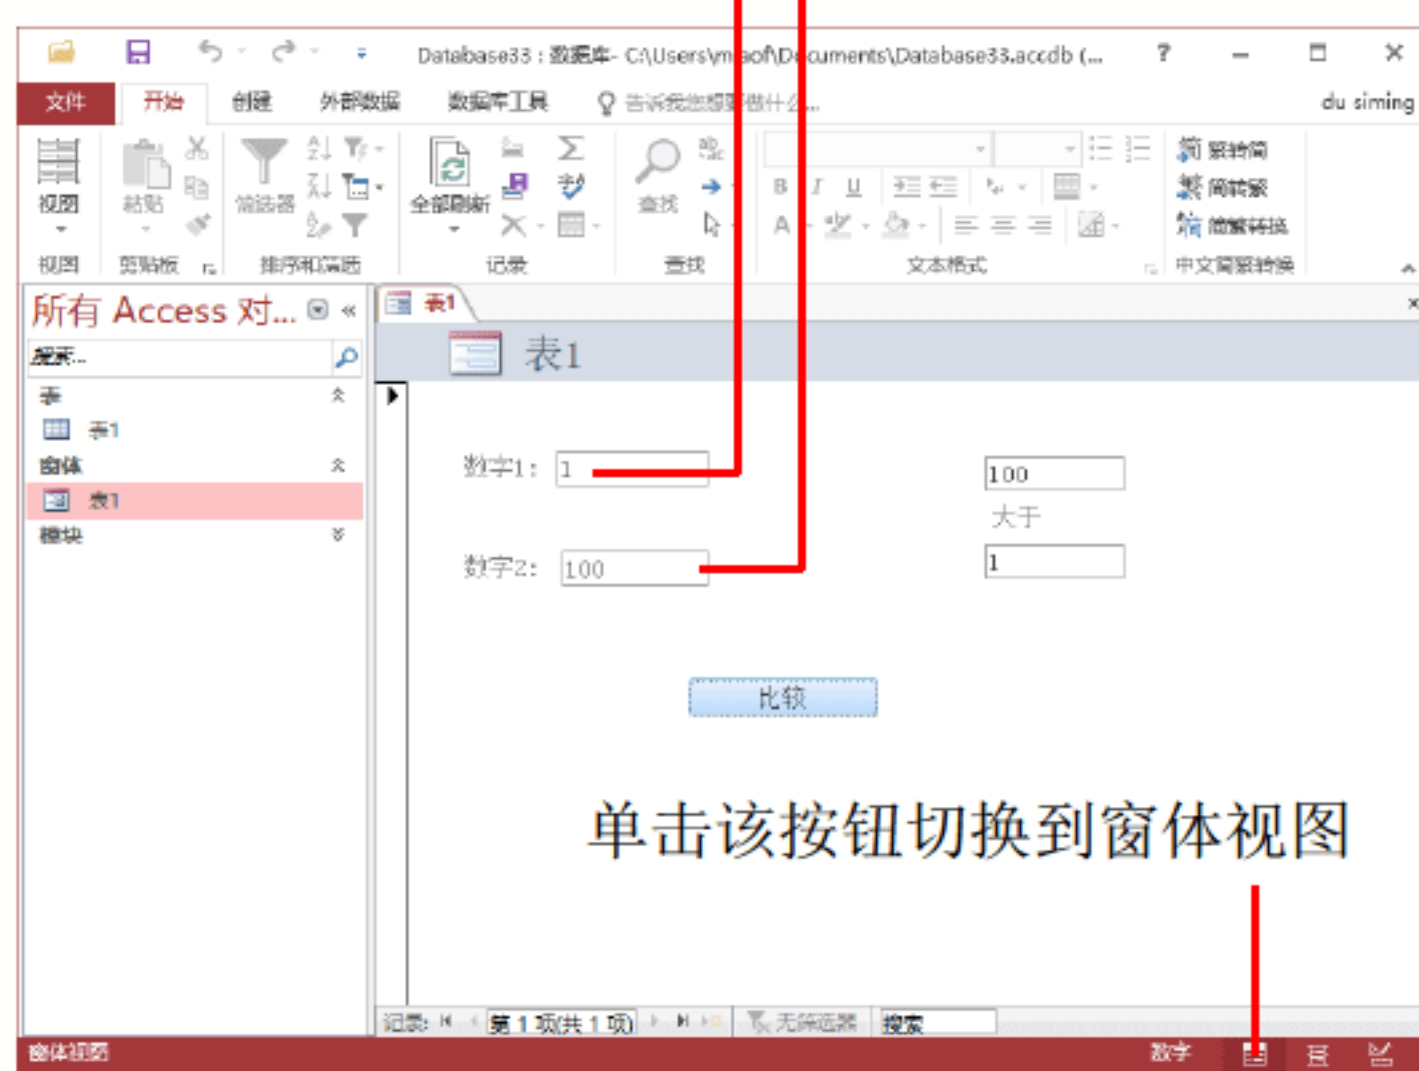 Database33 : 数据库- C:\Users\miaof\Documents\Database33.accdb (... ?
文件 开始 创建 外部数据 数据库工具 告诉我您想要做什么... du siming
视图 粘贴 筛选器 全部刷新 查找 B I U A 繁转简 简转繁 简繁转换
视图 剪贴板 排序和筛选 记录 查找 文本格式 中文简繁转换
所有 Access 对... «
搜索...
表
表1
窗体
表1
模块
表1
表1
数字1: 1
数字2: 100
100
大于
1
比较
单击该按钮切换到窗体视图
记录: 第 1 项(共 1 项) 无筛选器 搜索
窗体视图 数字